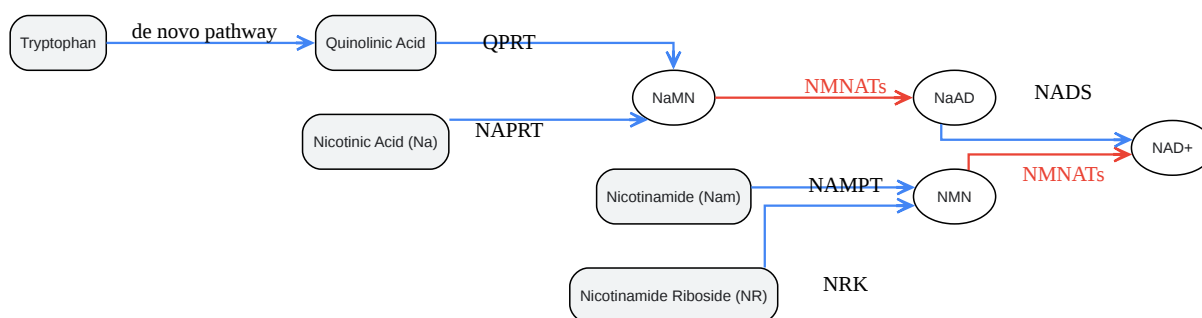 Tryptophan
de novo pathway
Quinolinic Acid
QPRT
NaMN
NMNATs
NaAD
NADS
Nicotinic Acid (Na)
NAPRT
NAD+
Nicotinamide (Nam)
NAMPT
NMN
NMNATs
Nicotinamide Riboside (NR)
NRK